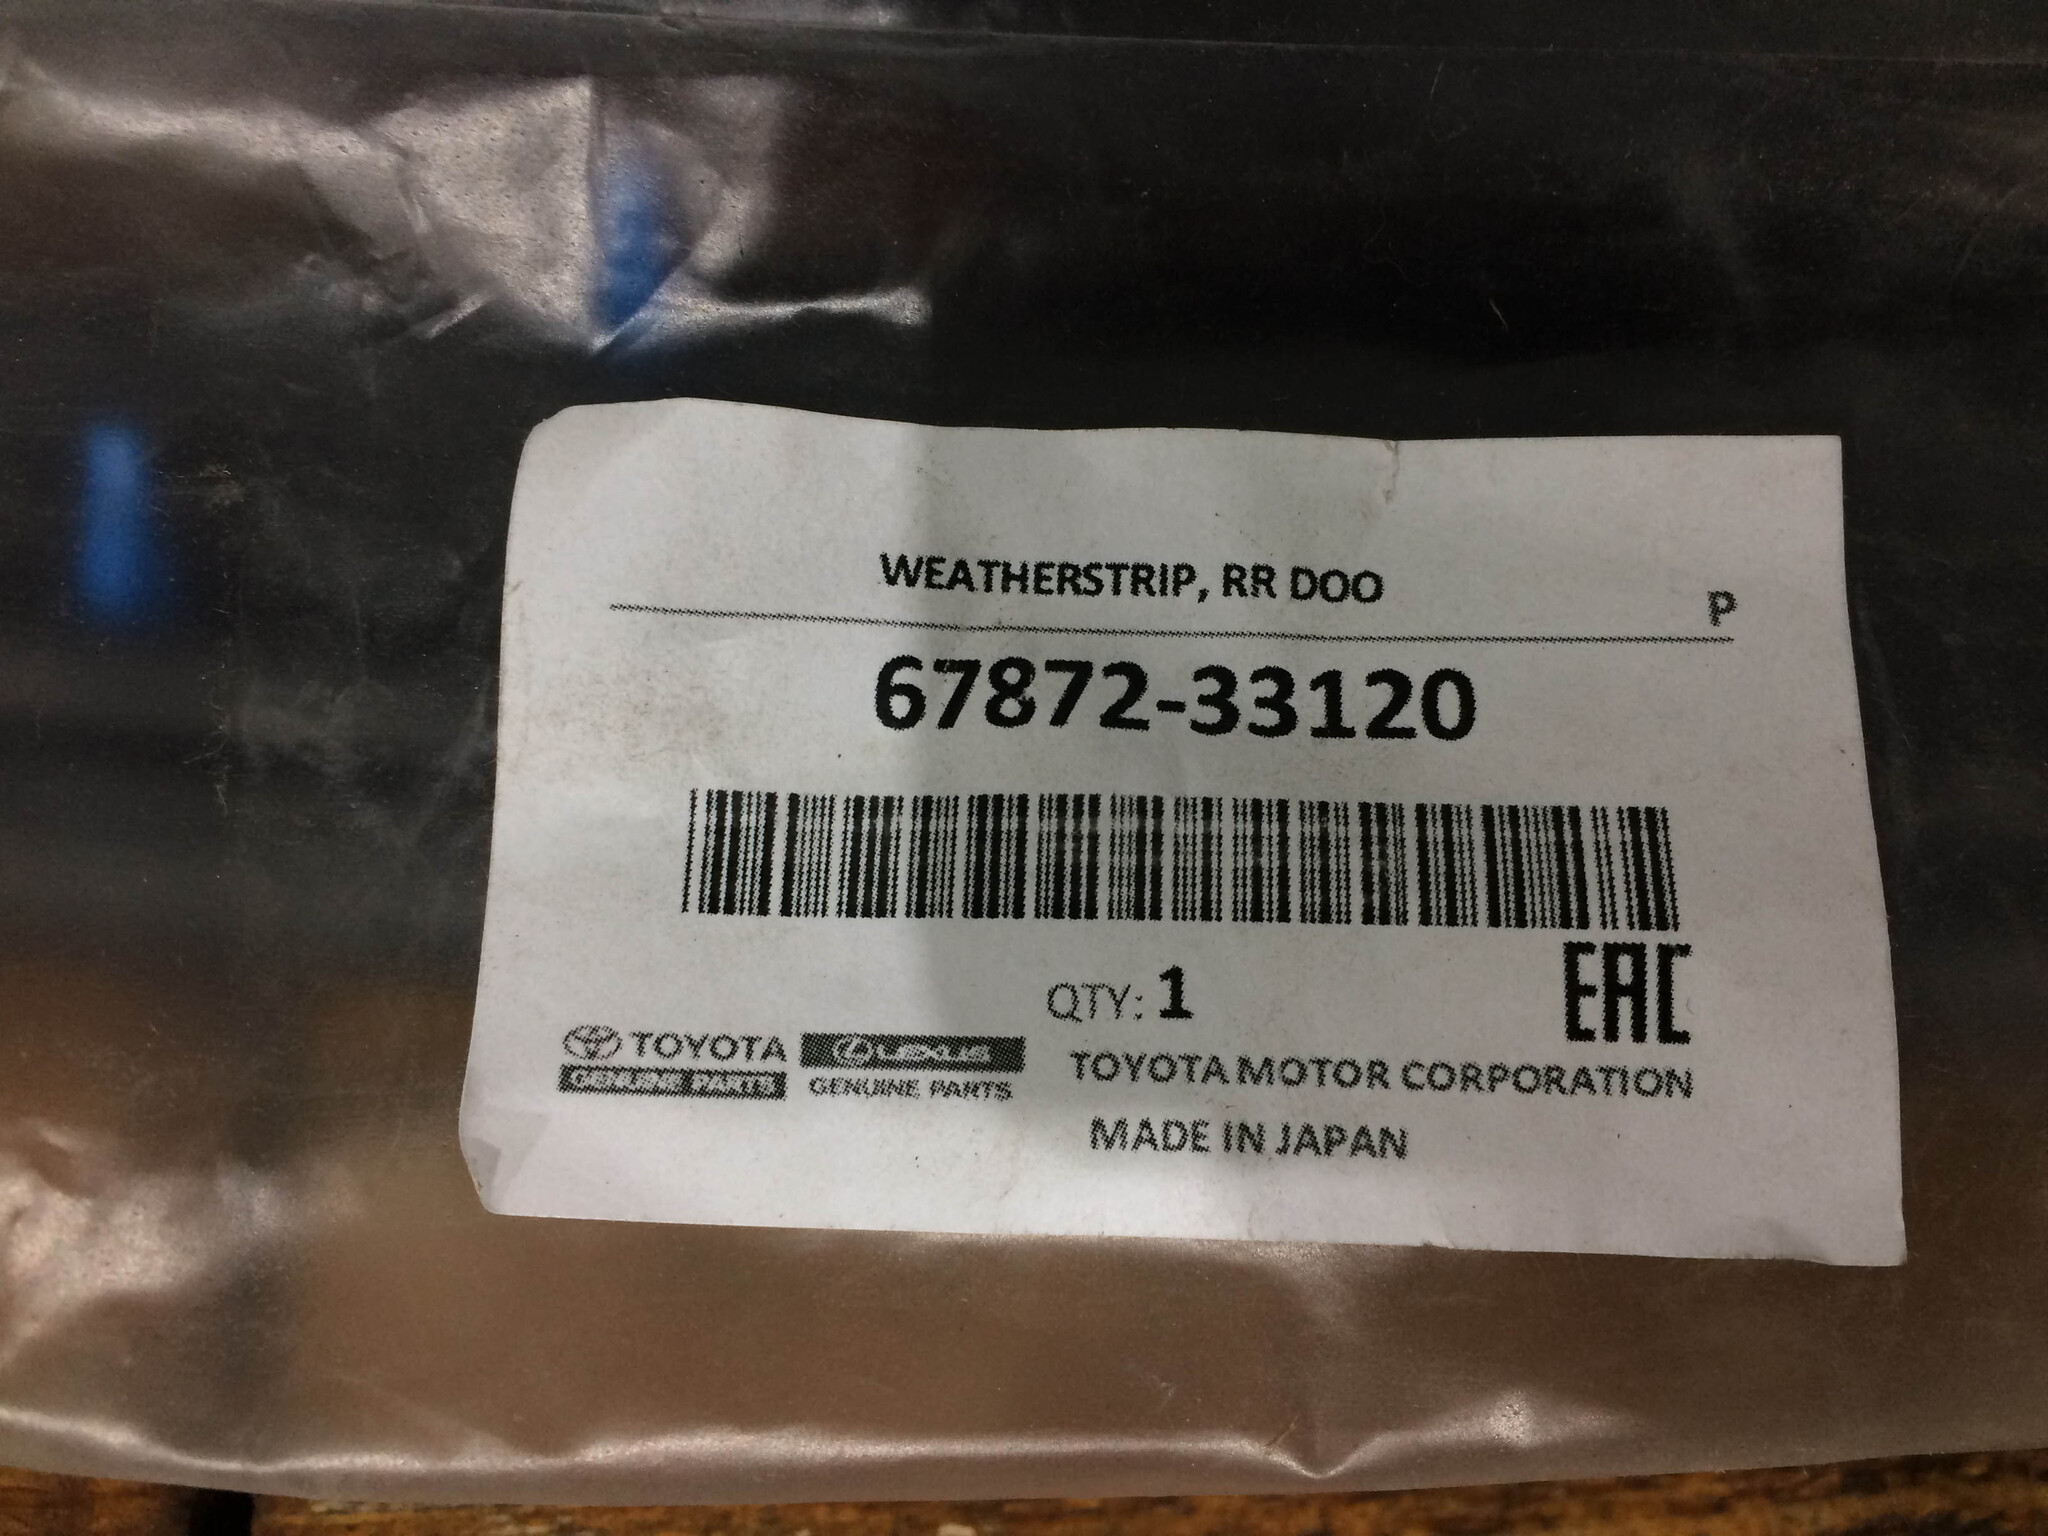 WEATHERSTRIP, RR DOO
P
67872-33120
QTY: 1
EAC
TOYOTA
GENUINE PARTS
LEXUS
GENUINE PARTS
TOYOTA MOTOR CORPORATION
MADE IN JAPAN